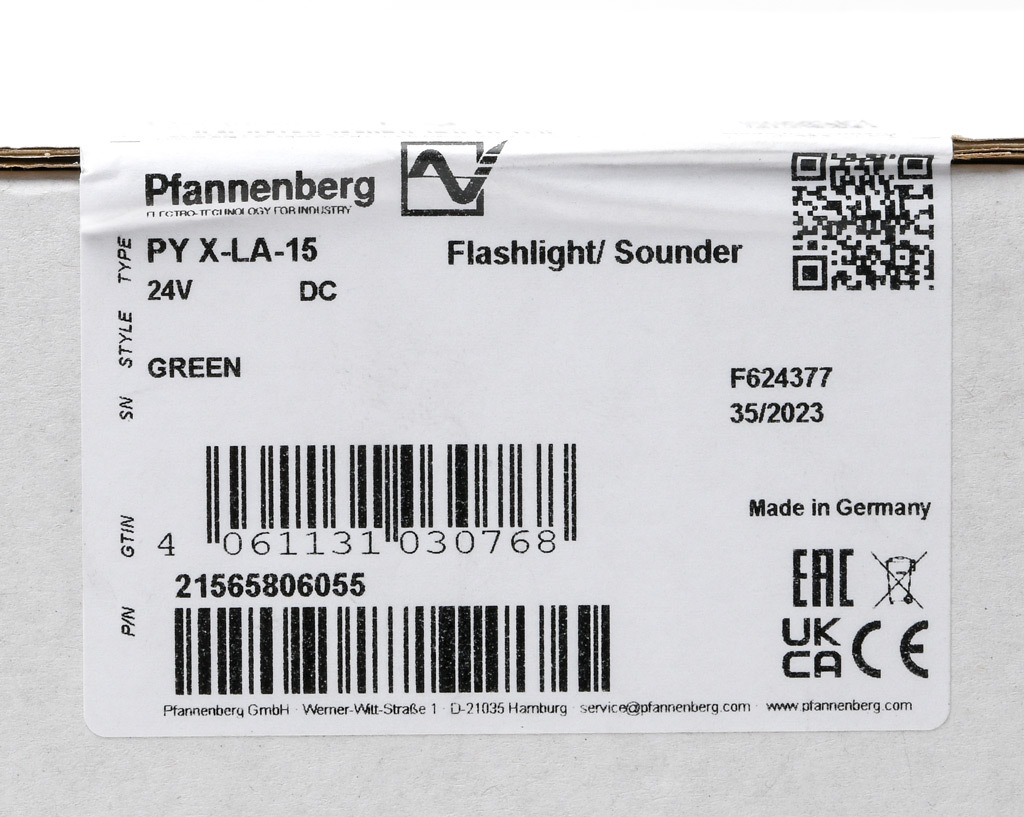 Pfannenberg
ELECTRO-TECHNOLOGY FOR INDUSTRY
TYPE PY X-LA-15 Flashlight/ Sounder
24V DC
STYLE
GREEN
SN
F624377
35/2023
Made in Germany
GTIN 4 061131 030768
EAC
P/N 21565806055
UK
CA CE
Pfannenberg GmbH · Werner-Witt-Straße 1 · D-21035 Hamburg · service@pfannenberg.com · www.pfannenberg.com